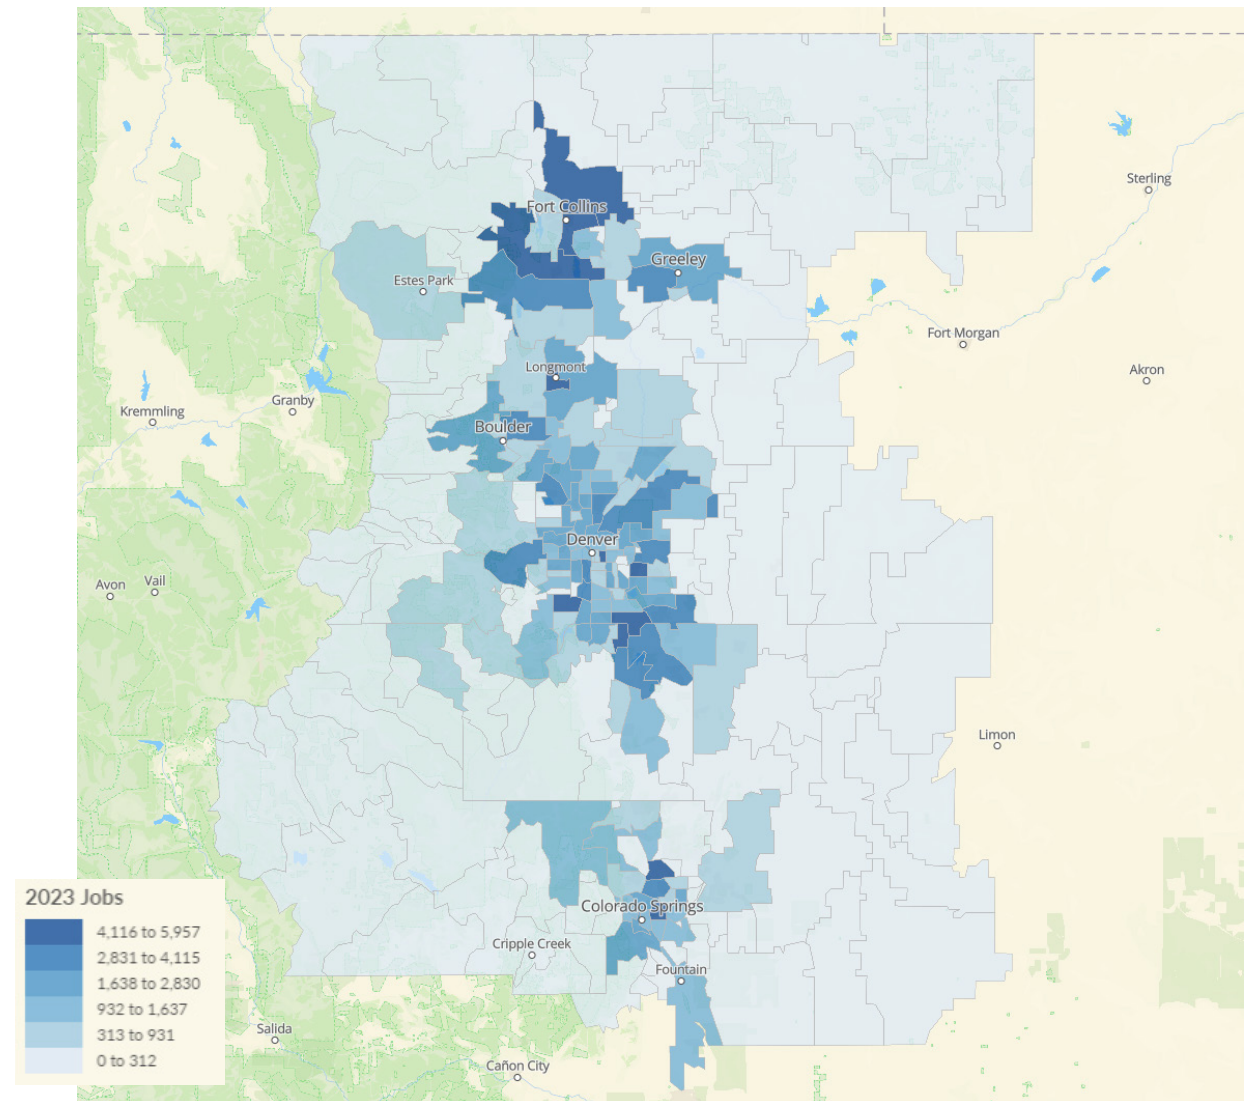 Sterling
Fort Collins
Greeley
Estes Park
Fort Morgan
Longmont
Akron
Granby
Kremmling
Boulder
Denver
Avon
Vail
Limon
2023 Jobs
4,116 to 5,957
2,831 to 4,115
1,638 to 2,830
932 to 1,637
313 to 931
0 to 312
Colorado Springs
Cripple Creek
Fountain
Salida
Cañon City